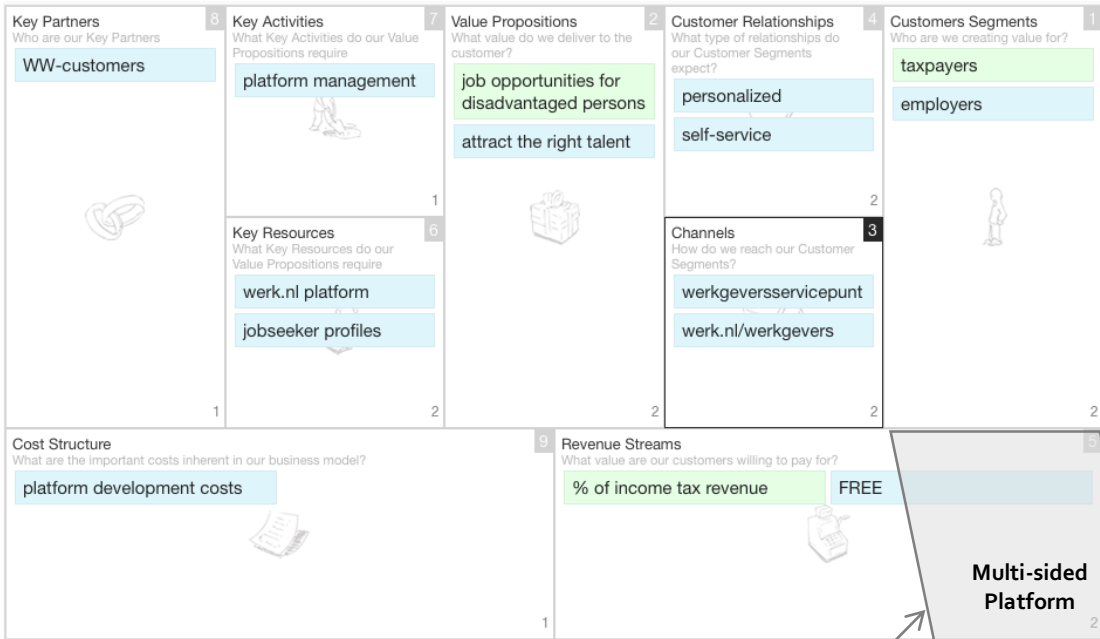 Key Partners
8
Who are our Key Partners
WW-customers
1
Key Activities
7
What Key Activities do our Value
Propositions require
platform management
1
Key Resources
6
What Key Resources do our
Value Propositions require
werk.nl platform
jobseeker profiles
2
Value Propositions
2
What value do we deliver to the
customer?
job opportunities for
disadvantaged persons
attract the right talent
2
Customer Relationships
4
What type of relationships do
our Customer Segments
expect?
personalized
self-service
2
Channels
3
How do we reach our Customer
Segments?
werkgeversservicepunt
werk.nl/werkgevers
2
Customers Segments
1
Who are we creating value for?
taxpayers
employers
2
Cost Structure
9
What are the important costs inherent in our business model?
platform development costs
1
Revenue Streams
5
What value are our customers willing to pay for?
% of income tax revenue
FREE
Multi-sided
Platform
2